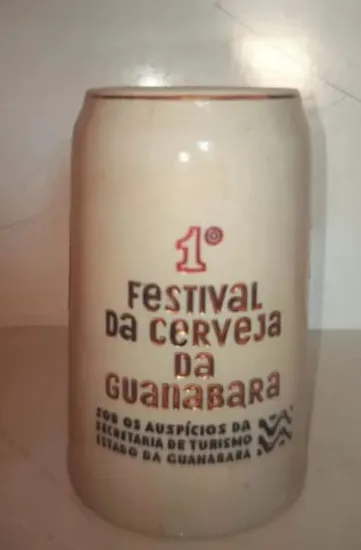 1º
FESTIVAL
DA CERVEJA
DA
GUANABARA
SOB OS AUSPÍCIOS DA
SECRETARIA DE TURISMO
ESTADO DA GUANABARA